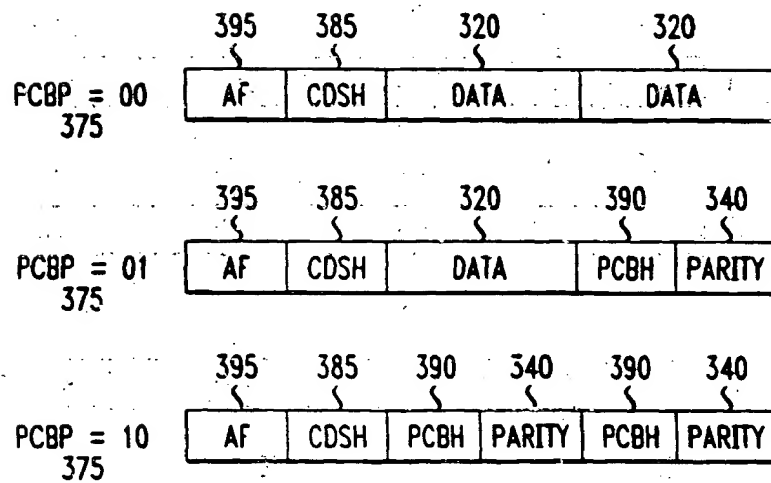 395 385 320 320
PCBP = 00 AF CDSH DATA DATA
375
395 385 320 390 340
PCBP = 01 AF CDSH DATA PCBH PARITY
375
395 385 390 340 390 340
PCBP = 10 AF CDSH PCBH PARITY PCBH PARITY
375